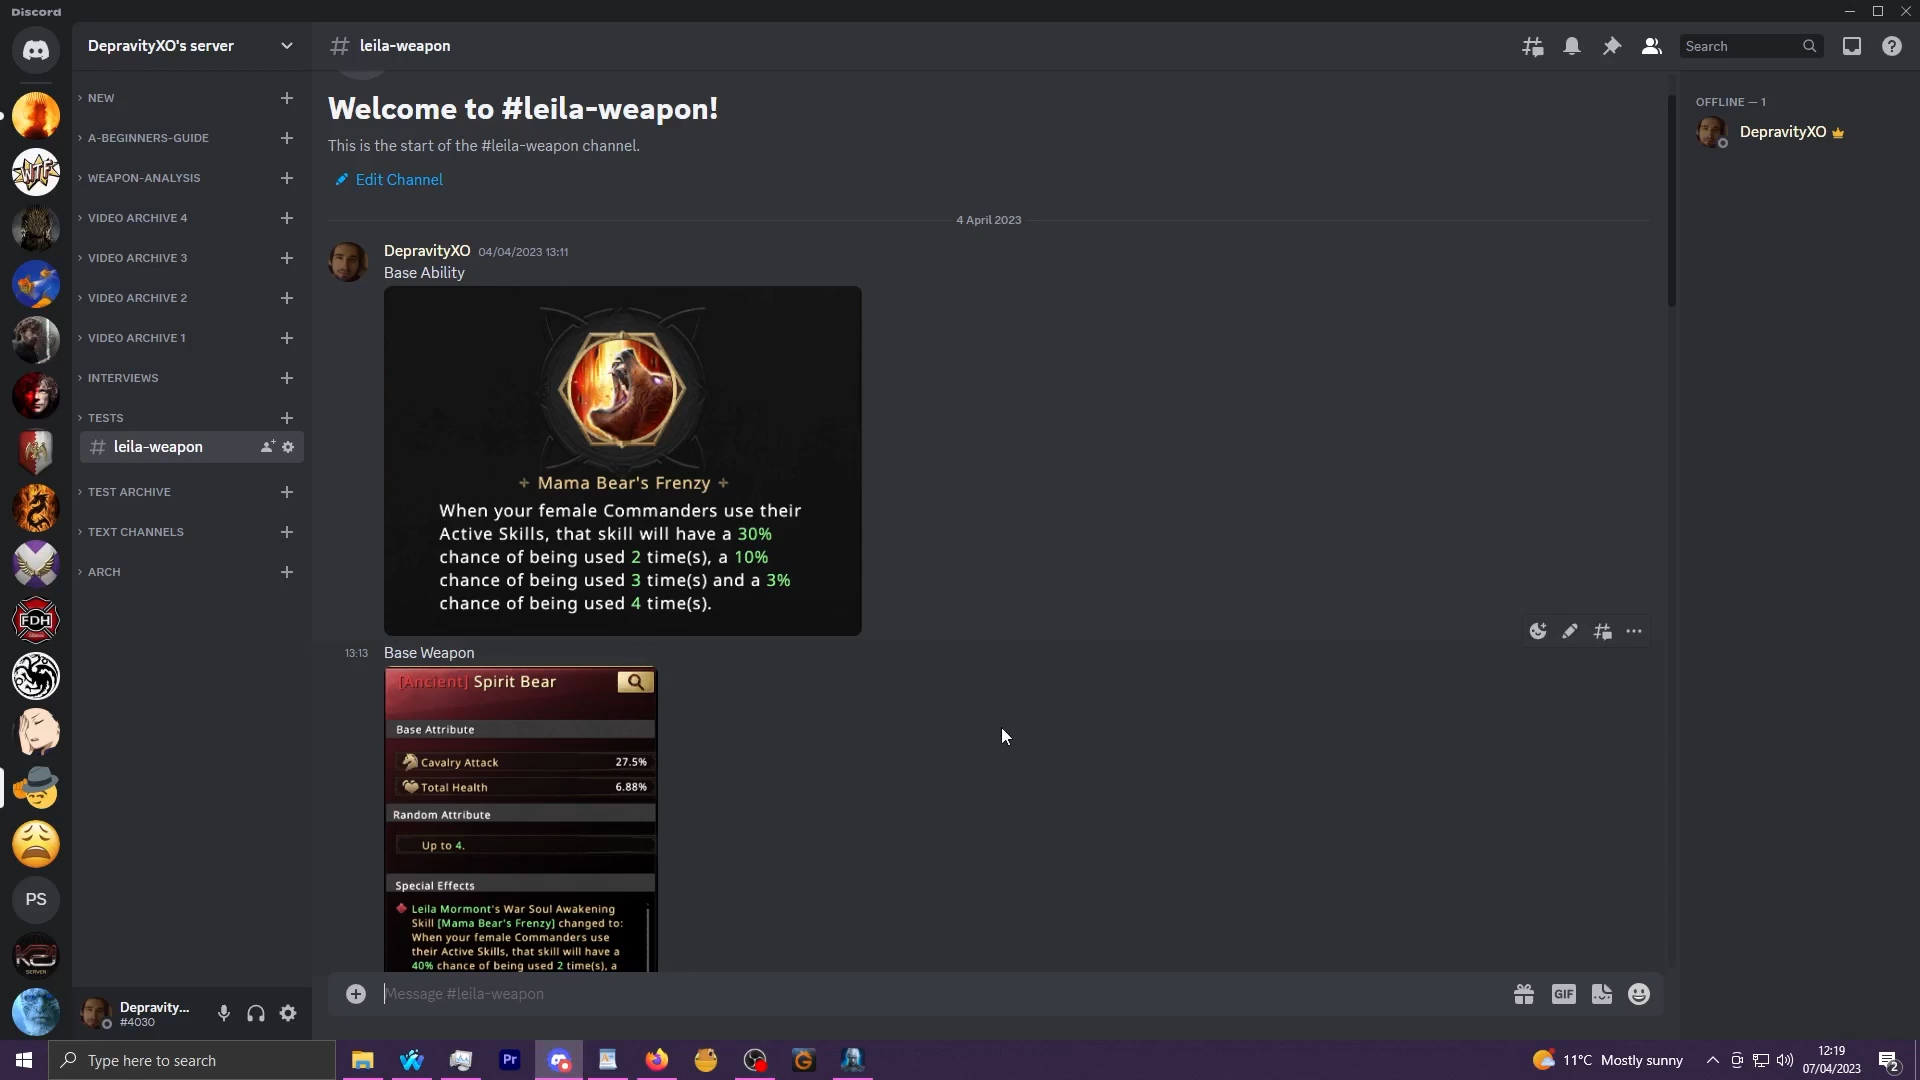 Discord
DepravityXO's server
NEW
A-BEGINNERS-GUIDE
WEAPON-ANALYSIS
VIDEO ARCHIVE 4
VIDEO ARCHIVE 3
VIDEO ARCHIVE 2
VIDEO ARCHIVE 1
INTERVIEWS
TESTS
leila-weapon
TEST ARCHIVE
TEXT CHANNELS
ARCH
WTF
FDH
PS
SERVER
Depravity...
#4030
leila-weapon
Search
Welcome to #leila-weapon!
This is the start of the #leila-weapon channel.
Edit Channel
4 April 2023
DepravityXO 04/04/2023 13:11
Base Ability
Mama Bear's Frenzy
When your female Commanders use their
Active Skills, that skill will have a 30%
chance of being used 2 time(s), a 10%
chance of being used 3 time(s) and a 3%
chance of being used 4 time(s).
13:13 Base Weapon
[Ancient] Spirit Bear
Base Attribute
Cavalry Attack 27.5%
Total Health 6.88%
Random Attribute
Up to 4.
Special Effects
Leila Mormont's War Soul Awakening
Skill [Mama Bear's Frenzy] changed to:
When your female Commanders use
their Active Skills, that skill will have a
40% chance of being used 2 time(s), a
Message #leila-weapon
GIF
OFFLINE — 1
DepravityXO
Type here to search
Pr
11°C Mostly sunny
12:19
07/04/2023
2